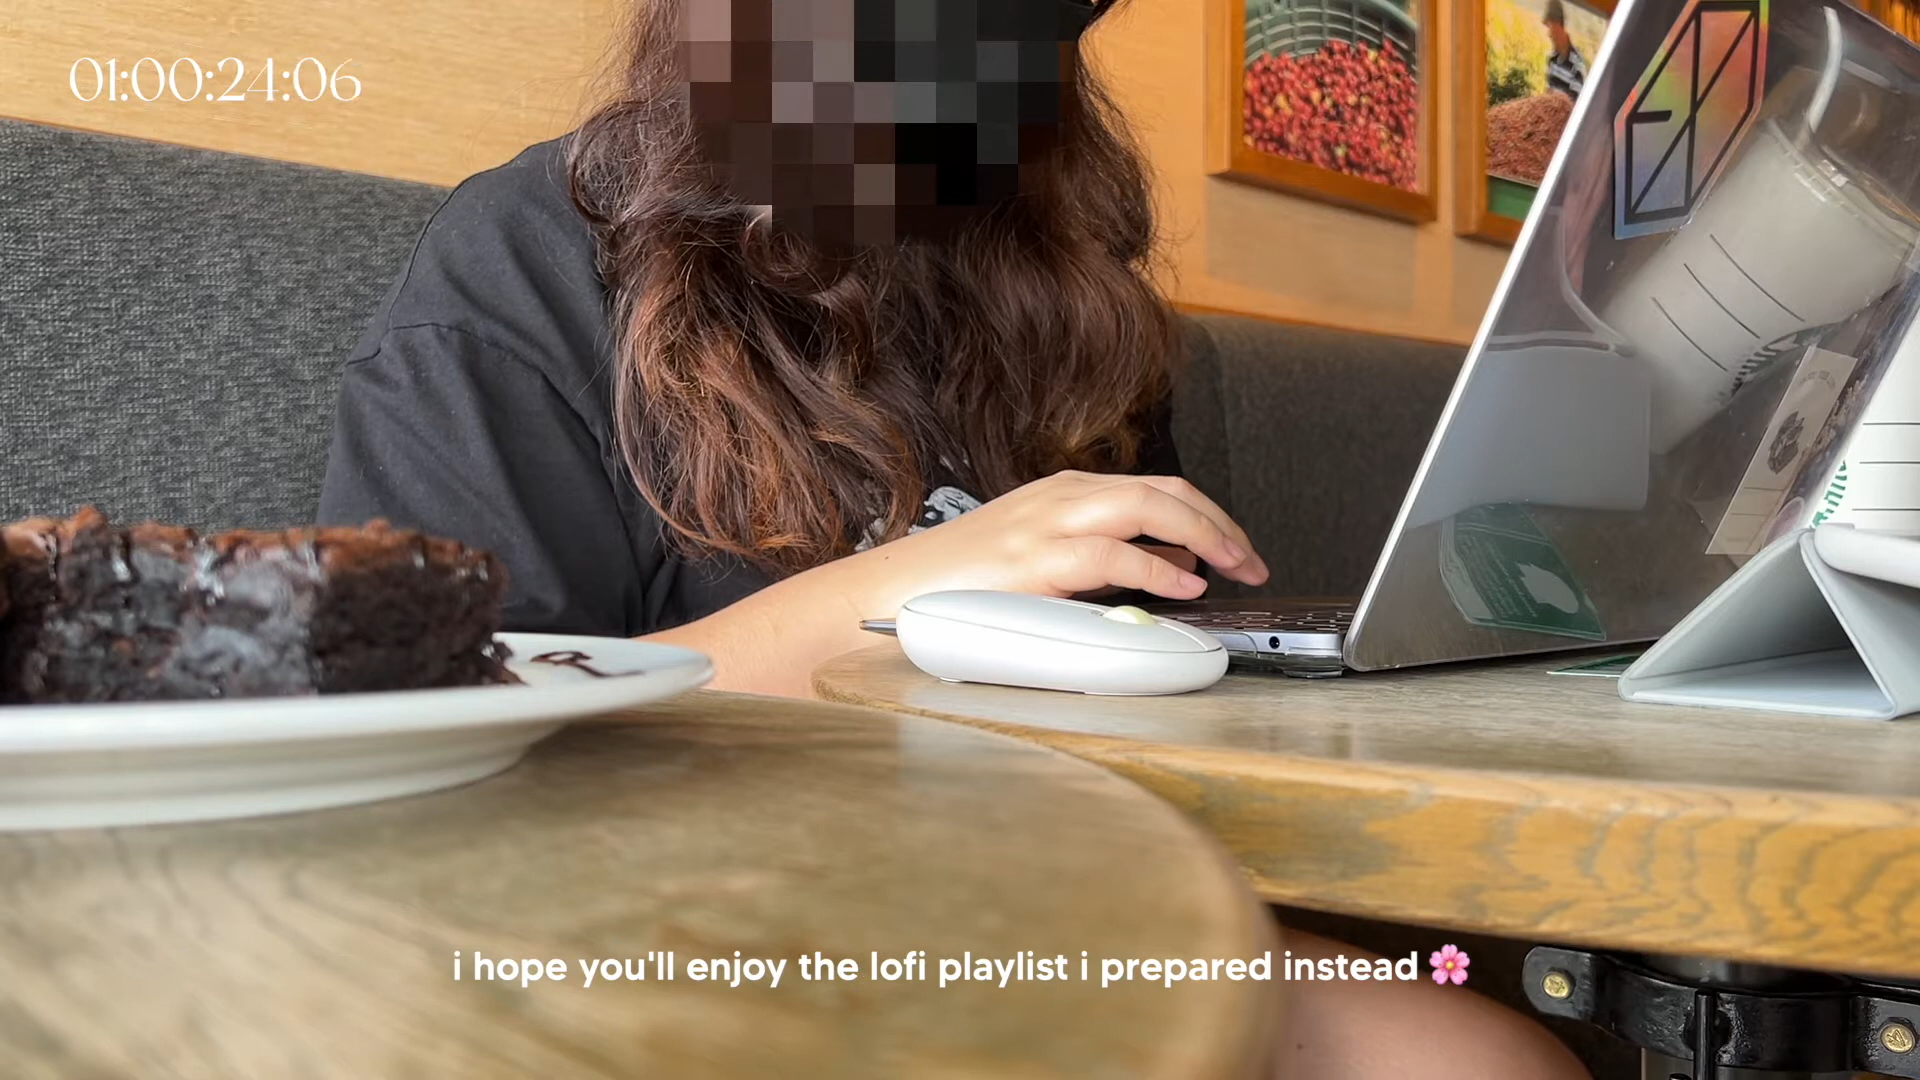 01:00:24:06
i hope you'll enjoy the lofi playlist i prepared instead 🌸